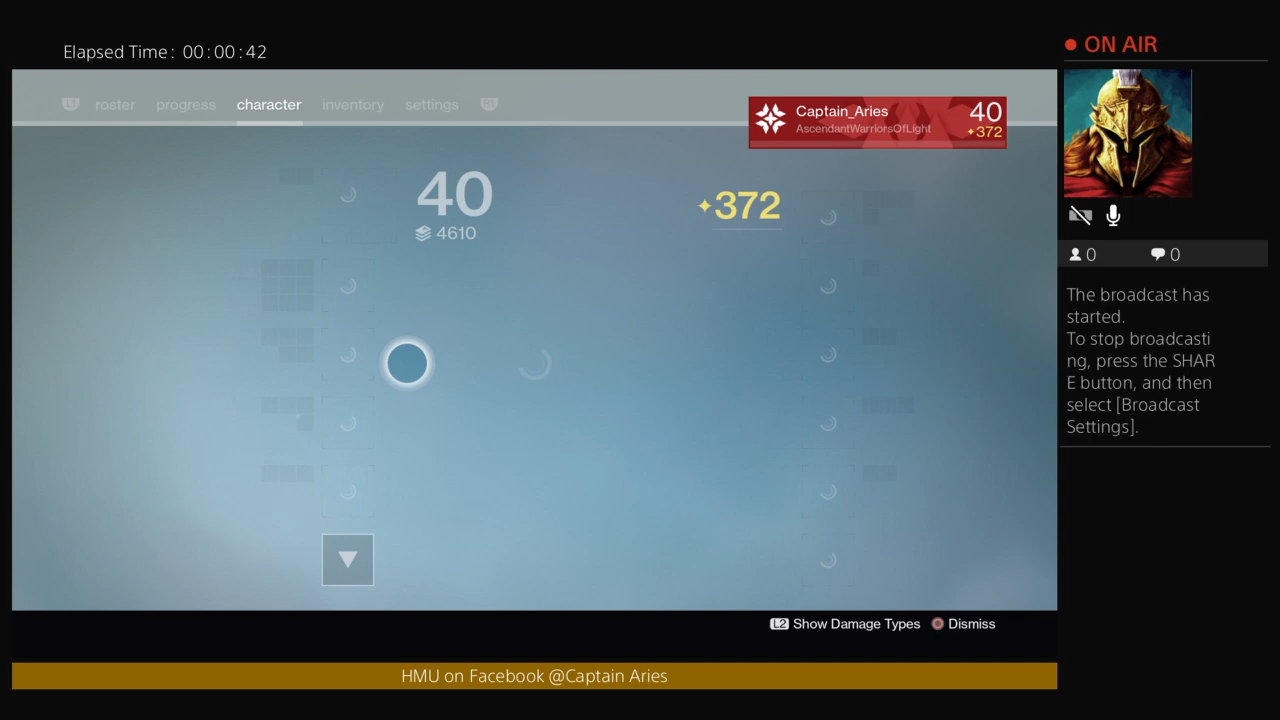 Elapsed Time: 00:00:42
ON AIR
L1 roster progress character inventory settings R1
Captain_Aries 40
AscendantWarriorsOfLight 372
40
4610
372
0 0
The broadcast has
started.
To stop broadcasti
ng, press the SHAR
E button, and then
select [Broadcast
Settings].
L2 Show Damage Types Dismiss
HMU on Facebook @Captain Aries